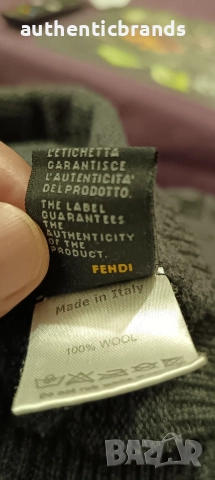 authenticbrands
L'ETICHETTA
GARANTISCE
L'AUTENTICITA'
DEL PRODOTTO.
THE LABEL
GUARANTEES
THE
AUTHENTICITY
OF THE
PRODUCT.
FENDI
Made in Italy
100% WOOL
BAZAR